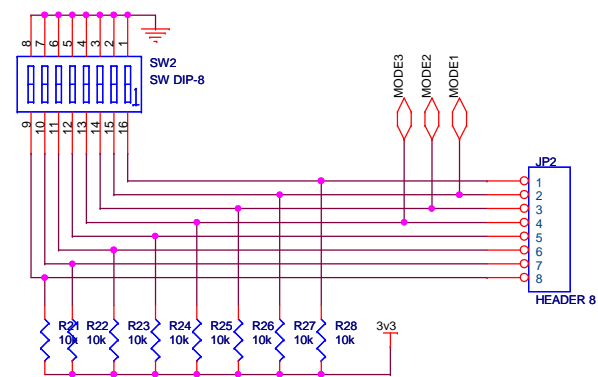 8 7 6 5 4 3 2 1
SW2
SW DIP-8
1
9 10 11 12 13 14 15 16
MODE3 MODE2 MODE1
JP2
1
2
3
4
5
6
7
8
HEADER 8
R21 R22 R23 R24 R25 R26 R27 R28 3v3
10k 10k 10k 10k 10k 10k 10k 10k